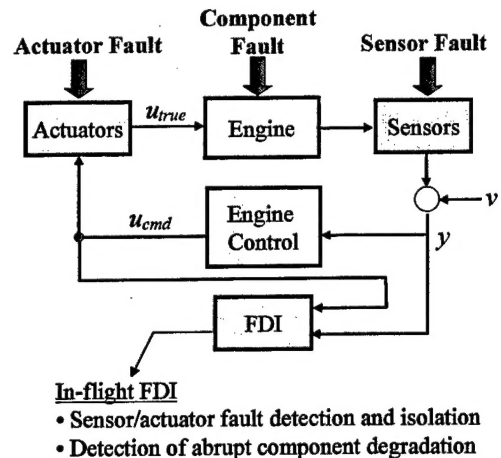 Component
Fault
Actuator Fault
Sensor Fault
Actuators
u_true
Engine
Sensors
v
u_cmd
Engine
Control
y
FDI
In-flight FDI
• Sensor/actuator fault detection and isolation
• Detection of abrupt component degradation